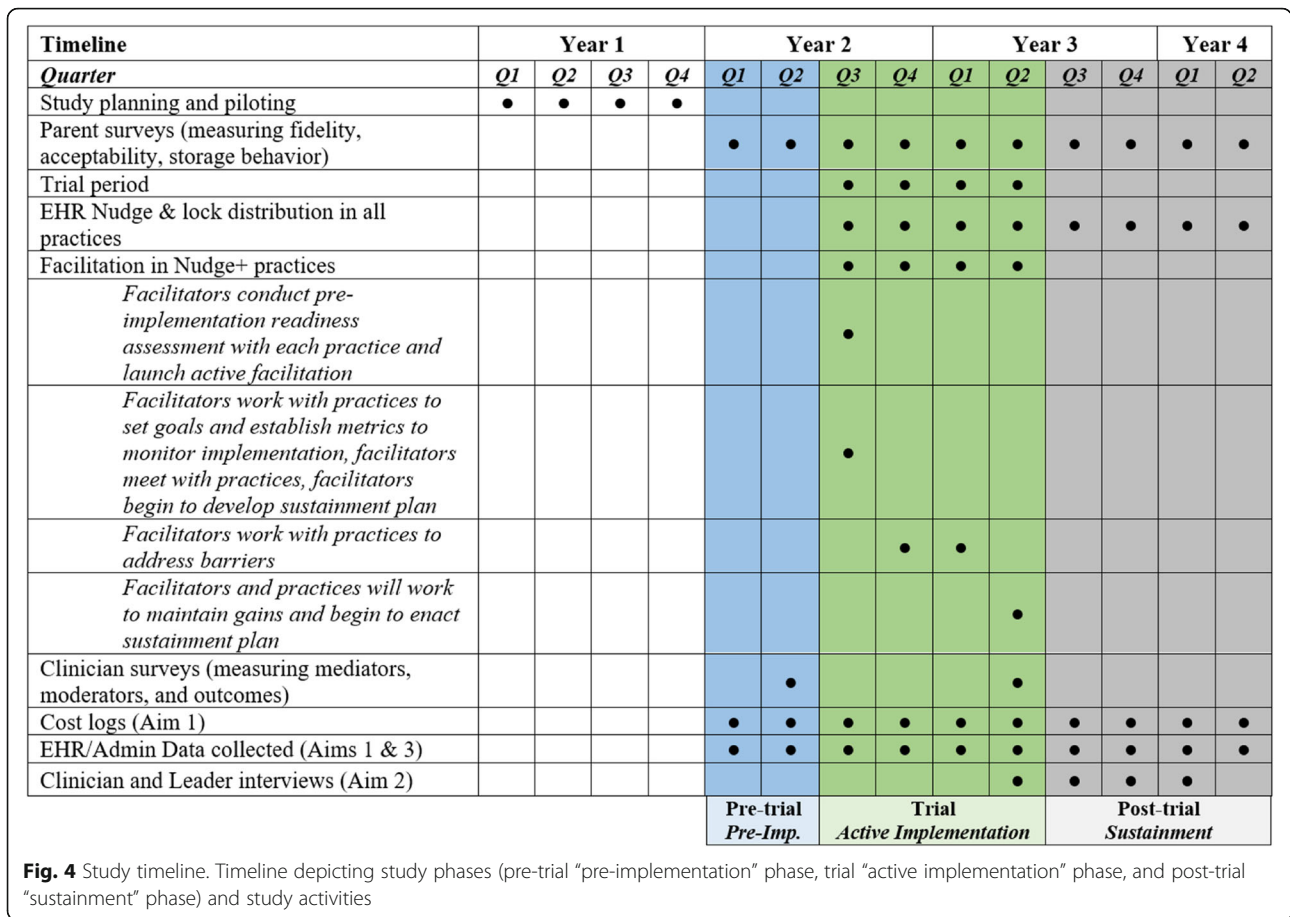 Timeline Year 1 Year 2 Year 3 Year 4
Quarter Q1 Q2 Q3 Q4 Q1 Q2 Q3 Q4 Q1 Q2 Q3 Q4 Q1 Q2
Study planning and piloting • • • •
Parent surveys (measuring fidelity,
acceptability, storage behavior) • • • • • • • • • •
Trial period • • • •
EHR Nudge & lock distribution in all
practices • • • • • • • •
Facilitation in Nudge+ practices • • • •
Facilitators conduct pre-
implementation readiness
assessment with each practice and
launch active facilitation •
Facilitators work with practices to
set goals and establish metrics to
monitor implementation, facilitators
meet with practices, facilitators
begin to develop sustainment plan •
Facilitators work with practices to
address barriers • •
Facilitators and practices will work
to maintain gains and begin to enact
sustainment plan •
Clinician surveys (measuring mediators,
moderators, and outcomes) • •
Cost logs (Aim 1) • • • • • • • • • •
EHR/Admin Data collected (Aims 1 & 3) • • • • • • • • • •
Clinician and Leader interviews (Aim 2) • • • •
Pre-trial Trial Post-trial
Pre-Imp. Active Implementation Sustainment
Fig. 4 Study timeline. Timeline depicting study phases (pre-trial “pre-implementation” phase, trial “active implementation” phase, and post-trial
“sustainment” phase) and study activities